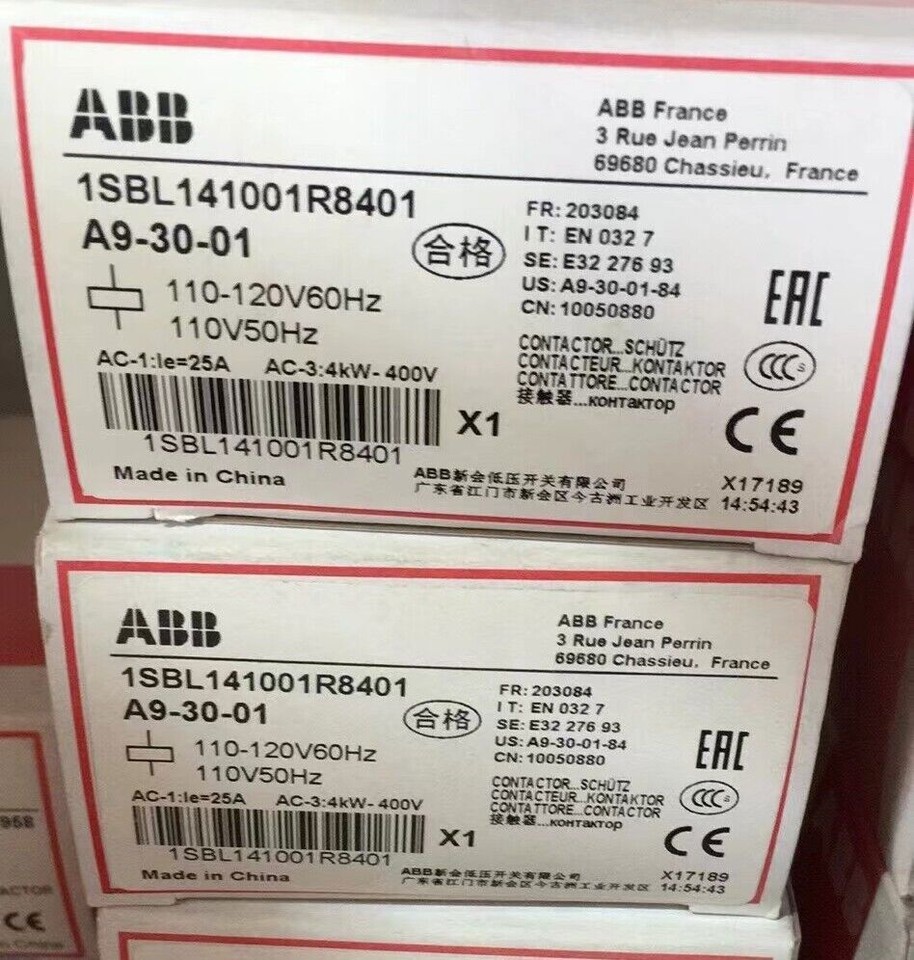 ABB
ABB France
3 Rue Jean Perrin
69680 Chassieu, France
1SBL141001R8401
A9-30-01
合格
110-120V60Hz
110V50Hz
AC-1:Ie=25A AC-3:4kW-400V
FR: 203084
IT: EN 032 7
SE: E32 276 93
US: A9-30-01-84
CN: 10050880
EAC
CONTACTOR...SCHÜTZ
CONTACTEUR...KONTAKTOR
CONTATTORE...CONTACTOR
接触器...контактор
CCC S
CE
X1
1SBL141001R8401
Made in China
ABB新会低压开关有限公司
广东省江门市新会区今古洲工业开发区
X17189
14:54:43
ABB
ABB France
3 Rue Jean Perrin
69680 Chassieu, France
1SBL141001R8401
A9-30-01
合格
110-120V60Hz
110V50Hz
AC-1:Ie=25A AC-3:4kW-400V
FR: 203084
IT: EN 032 7
SE: E32 276 93
US: A9-30-01-84
CN: 10050880
EAC
CONTACTOR...SCHÜTZ
CONTACTEUR...KONTAKTOR
CONTATTORE...CONTACTOR
接触器...контактор
CCC S
CE
X1
1SBL141001R8401
Made in China
ABB新会低压开关有限公司
广东省江门市新会区今古洲工业开发区
X17189
14:54:43
958
ACTOR
CE